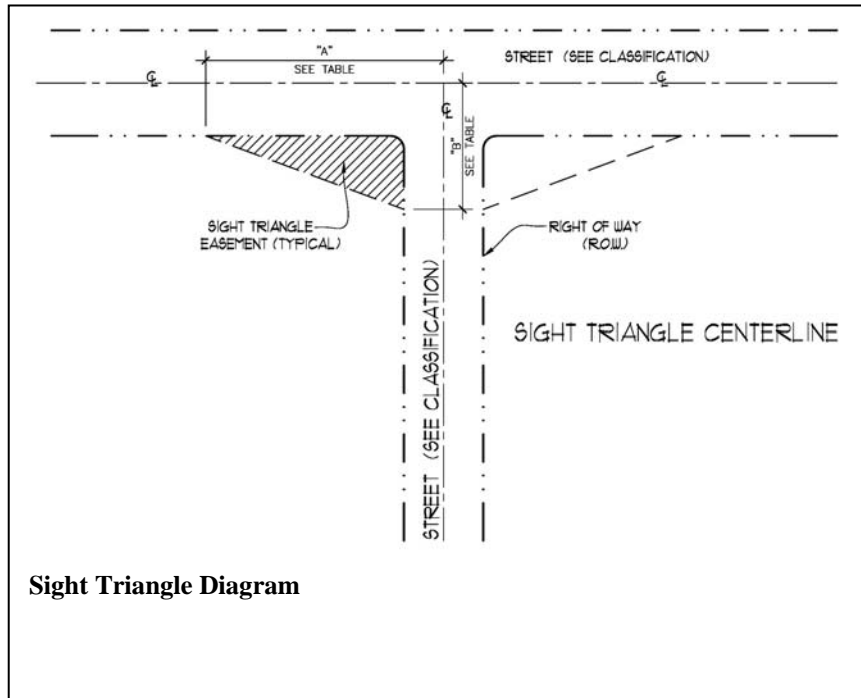 "A"
SEE TABLE
STREET (SEE CLASSIFICATION)
℄
℄
℄
"B"
SEE TABLE
SIGHT TRIANGLE
EASEMENT (TYPICAL)
RIGHT OF WAY
(R.O.W.)
SIGHT TRIANGLE CENTERLINE
STREET (SEE CLASSIFICATION)
Sight Triangle Diagram